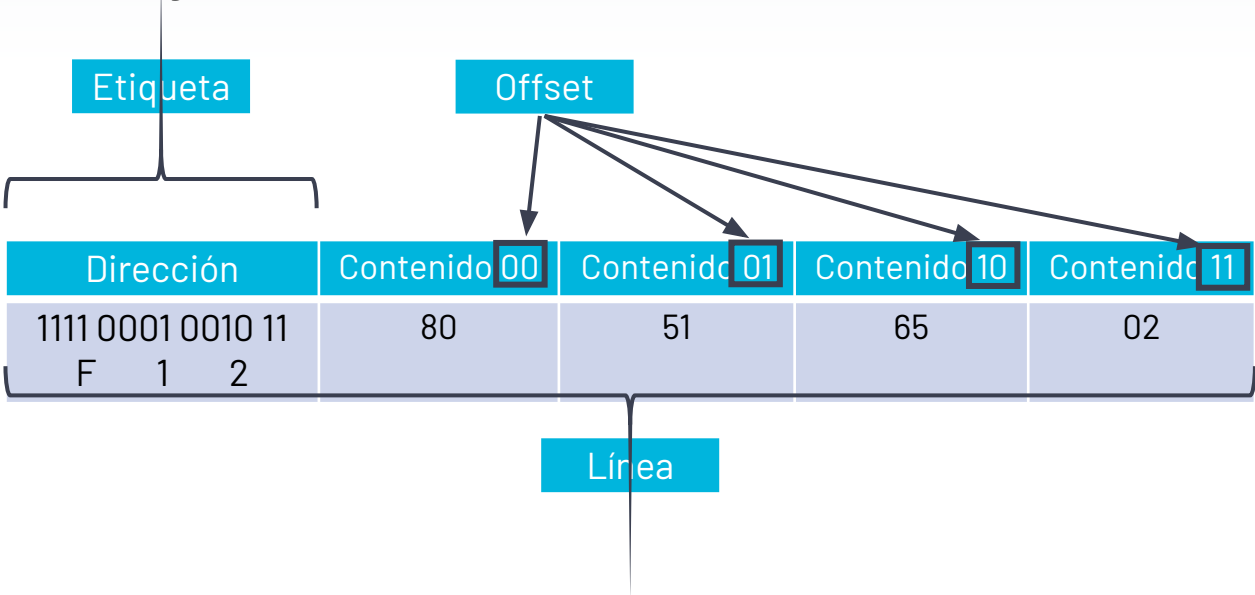 Etiqueta
Offset
Dirección
Contenido 00
Contenido 01
Contenido 10
Contenido 11
1111 0001 0010 11
80
51
65
02
F 1 2
Línea